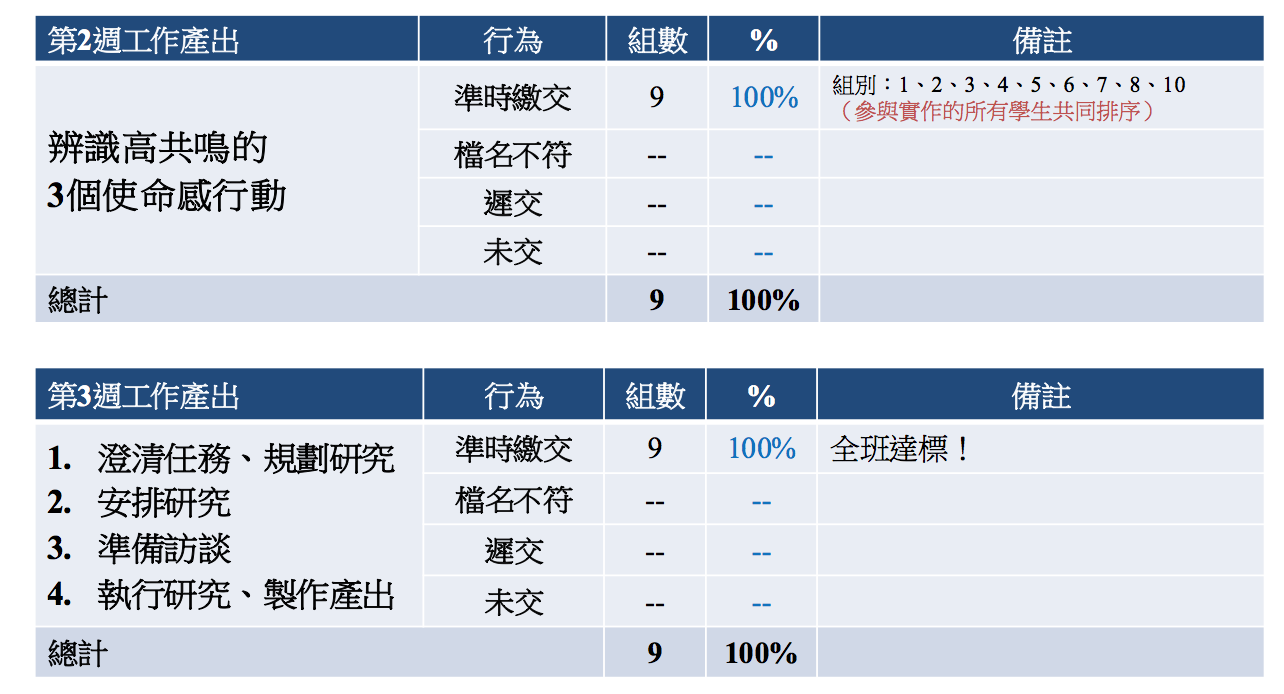 第2週工作產出 行為 組數 % 備註
辨識高共鳴的
3個使命感行動
準時繳交 9 100% 組別：1、2、3、4、5、6、7、8、10
（參與實作的所有學生共同排序）
檔名不符 -- --
遲交 -- --
未交 -- --
總計 9 100%
第3週工作產出 行為 組數 % 備註
1. 澄清任務、規劃研究
2. 安排研究
3. 準備訪談
4. 執行研究、製作產出
準時繳交 9 100% 全班達標！
檔名不符 -- --
遲交 -- --
未交 -- --
總計 9 100%